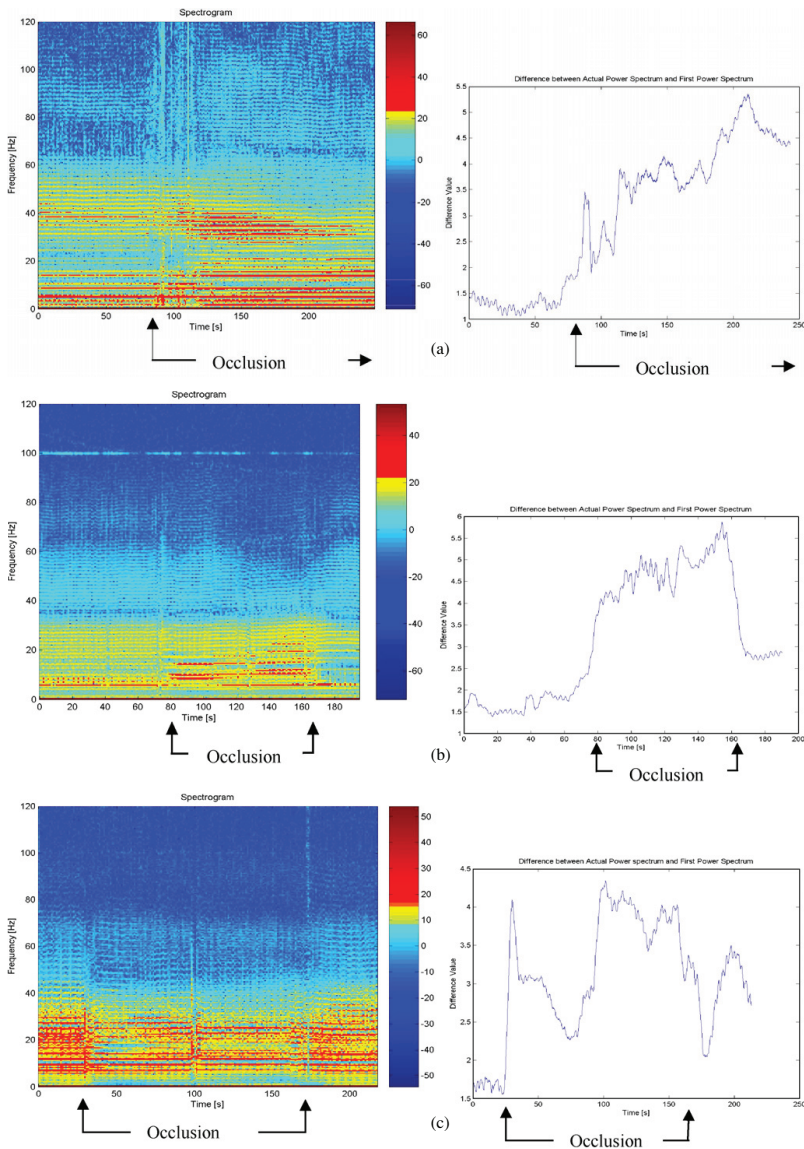 Spectrogram
120
100
80
60
40
20
0
Frequency [Hz]
0 50 100 150 200
Time [s]
60
40
20
0
-20
-40
-60
Difference between Actual Power Spectrum and First Power Spectrum
5.5
5
4.5
4
3.5
3
2.5
2
1.5
1
Difference Value
0 50 100 150 200 250
Time [s]
Occlusion
(a)
Occlusion
Spectrogram
120
100
80
60
40
20
0
Frequency [Hz]
0 20 40 60 80 100 120 140 160 180
Time [s]
40
20
0
-20
-40
-60
Difference between Actual Power Spectrum and First Power Spectrum
6
5.5
5
4.5
4
3.5
3
2.5
2
1.5
1
Difference Value
0 20 40 60 80 100 120 140 160 180 200
Time [s]
Occlusion
(b)
Occlusion
Spectrogram
120
100
80
60
40
20
0
Frequency [Hz]
0 50 100 150 200
Time [s]
50
40
30
20
10
0
-10
-20
-30
-40
-50
Difference between Actual Power spectrum and First Power Spectrum
4.5
4
3.5
3
2.5
2
1.5
Difference Value
0 50 100 150 200 250
Time [s]
Occlusion
(c)
Occlusion